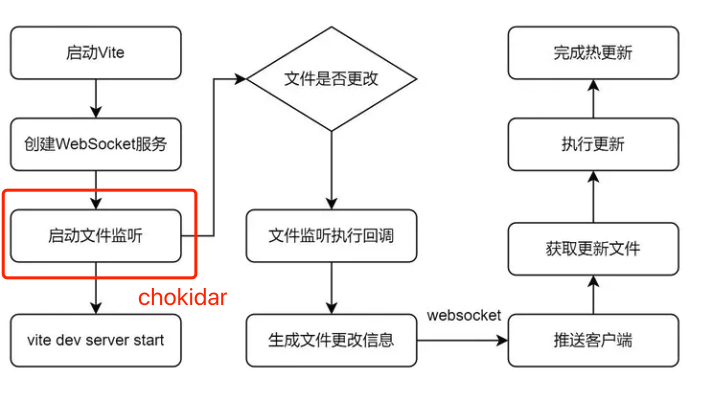 启动Vite
创建WebSocket服务
启动文件监听
chokidar
vite dev server start
文件是否更改
文件监听执行回调
生成文件更改信息
websocket
推送客户端
获取更新文件
执行更新
完成热更新